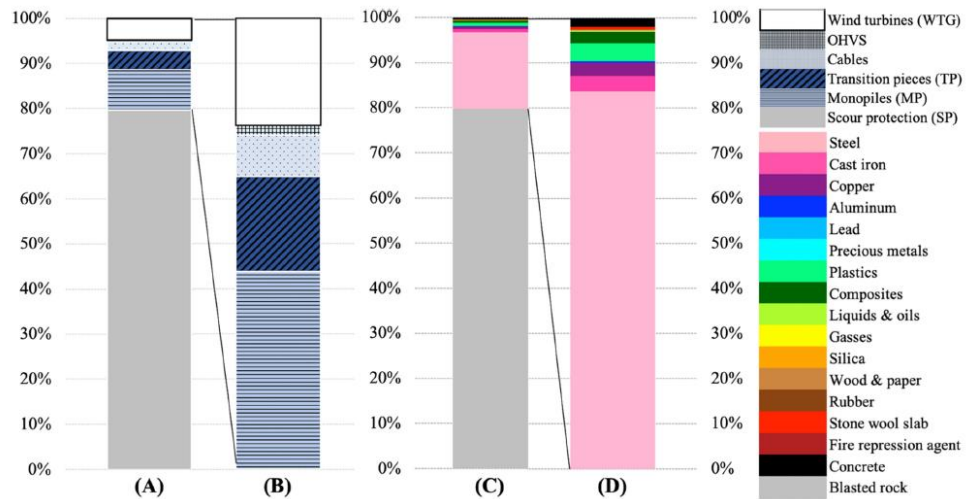 100% 100% 100% Wind turbines (WTG)
OHVS
90% 90% 90% Cables
Transition pieces (TP)
Monopiles (MP)
80% 80% 80% Scour protection (SP)
Steel
70% 70% 70% Cast iron
Copper
60% 60% 60% Aluminum
Lead
50% 50% 50% Precious metals
Plastics
40% 40% 40% Composites
Liquids & oils
30% 30% 30% Gasses
Silica
20% 20% 20% Wood & paper
Rubber
10% 10% 10% Stone wool slab
Fire repression agent
Concrete
0% 0% 0% Blasted rock
(A) (B) (C) (D)